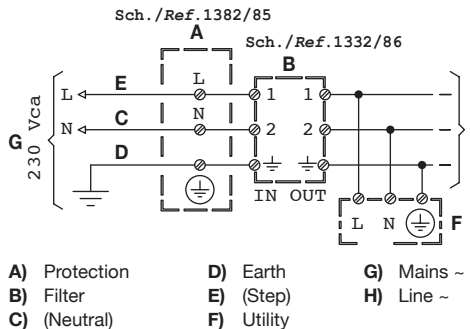 Sch./Ref.1382/85
A
Sch./Ref.1332/86
B
L
E
L
1 1
N
C
N
2 2
G
230 Vca
D
IN OUT
L N
F
A) Protection
B) Filter
C) (Neutral)
D) Earth
E) (Step)
F) Utility
G) Mains ~
H) Line ~